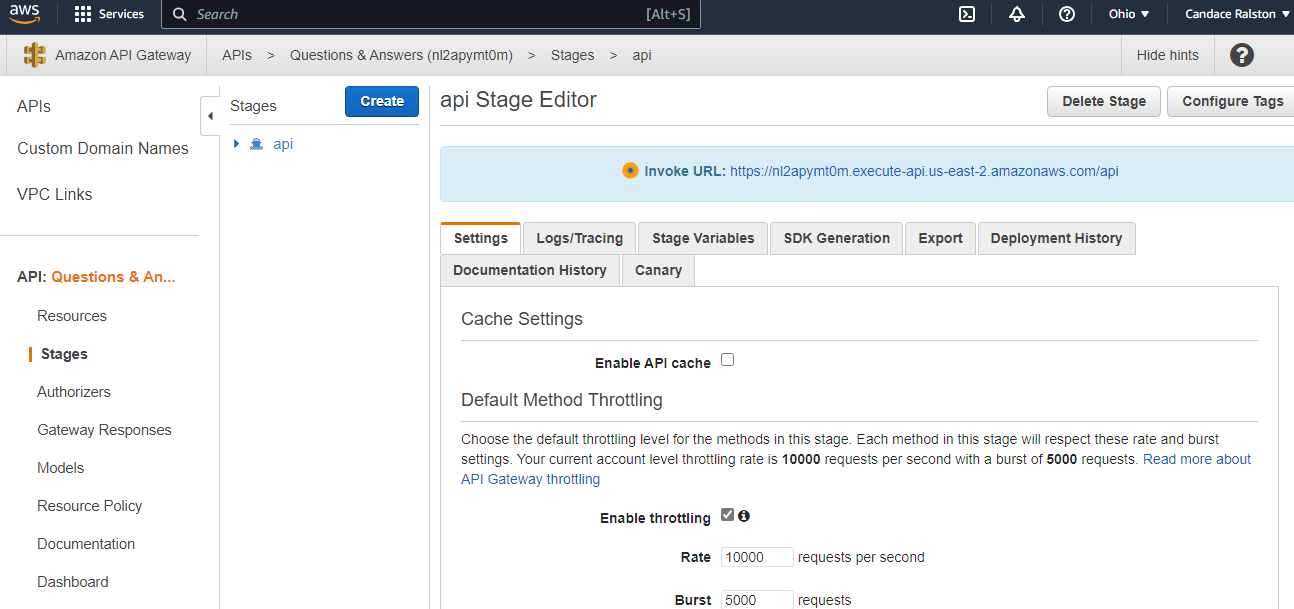 aws Services Search [Alt+S] Ohio ▼ Candace Ralston ▼
Amazon API Gateway APIs > Questions & Answers (nl2apymt0m) > Stages > api Hide hints ?
APIs
Custom Domain Names
VPC Links
API: Questions & An...
Resources
Stages
Authorizers
Gateway Responses
Models
Resource Policy
Documentation
Dashboard
Stages Create
api
api Stage Editor Delete Stage Configure Tags
Invoke URL: https://nl2apymt0m.execute-api.us-east-2.amazonaws.com/api
Settings Logs/Tracing Stage Variables SDK Generation Export Deployment History
Documentation History Canary
Cache Settings
Enable API cache
Default Method Throttling
Choose the default throttling level for the methods in this stage. Each method in this stage will respect these rate and burst
settings. Your current account level throttling rate is 10000 requests per second with a burst of 5000 requests. Read more about
API Gateway throttling
Enable throttling
Rate 10000 requests per second
Burst 5000 requests